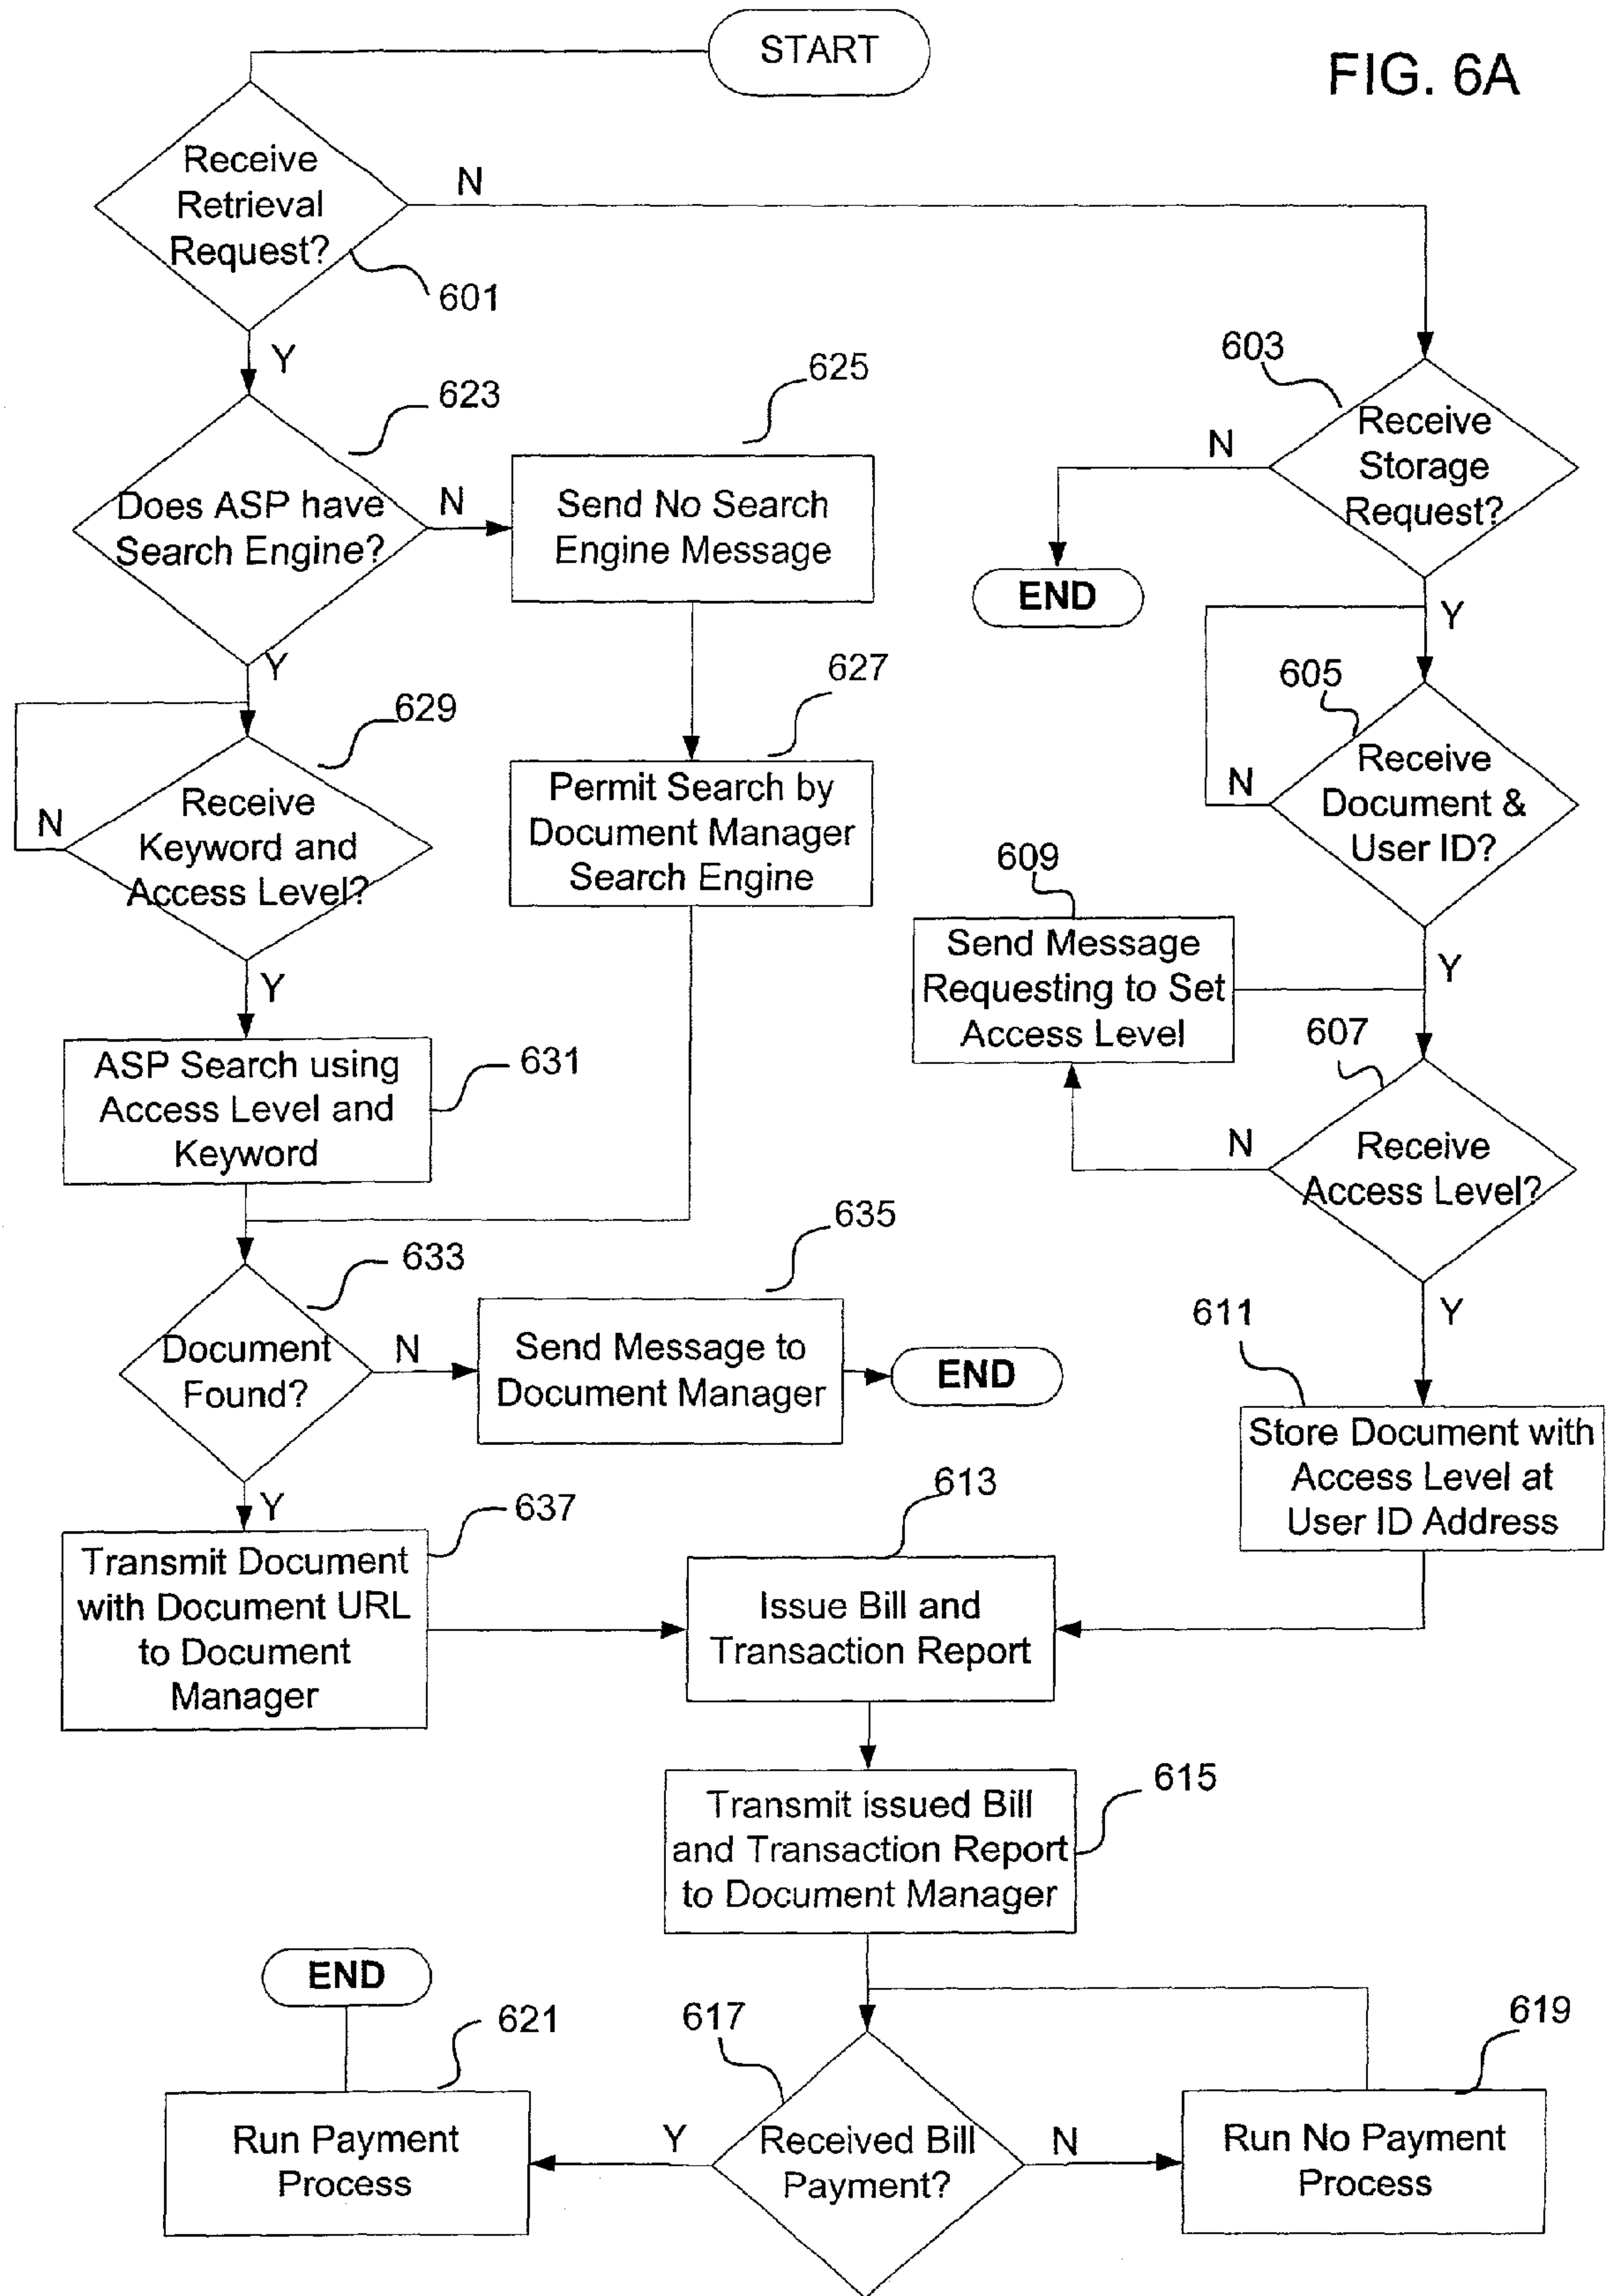 START
FIG. 6A
Receive
Retrieval
Request?
N
601
Y
603
Receive
Storage
Request?
N
END
Y
623
Does ASP have
Search Engine?
N
625
Send No Search
Engine Message
Y
627
Permit Search by
Document Manager
Search Engine
605
Receive
Document &
User ID?
N
Y
629
Receive
Keyword and
Access Level?
N
Y
609
Send Message
Requesting to Set
Access Level
607
Receive
Access Level?
N
Y
ASP Search using
Access Level and
Keyword
631
633
Document
Found?
N
635
Send Message to
Document Manager
END
Y
611
Store Document with
Access Level at
User ID Address
637
Transmit Document
with Document URL
to Document
Manager
613
Issue Bill and
Transaction Report
615
Transmit issued Bill
and Transaction Report
to Document Manager
END
621
Run Payment
Process
617
Received Bill
Payment?
Y
N
619
Run No Payment
Process